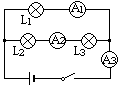 L₁ A₁
L₂ A₂ L₃
A₃